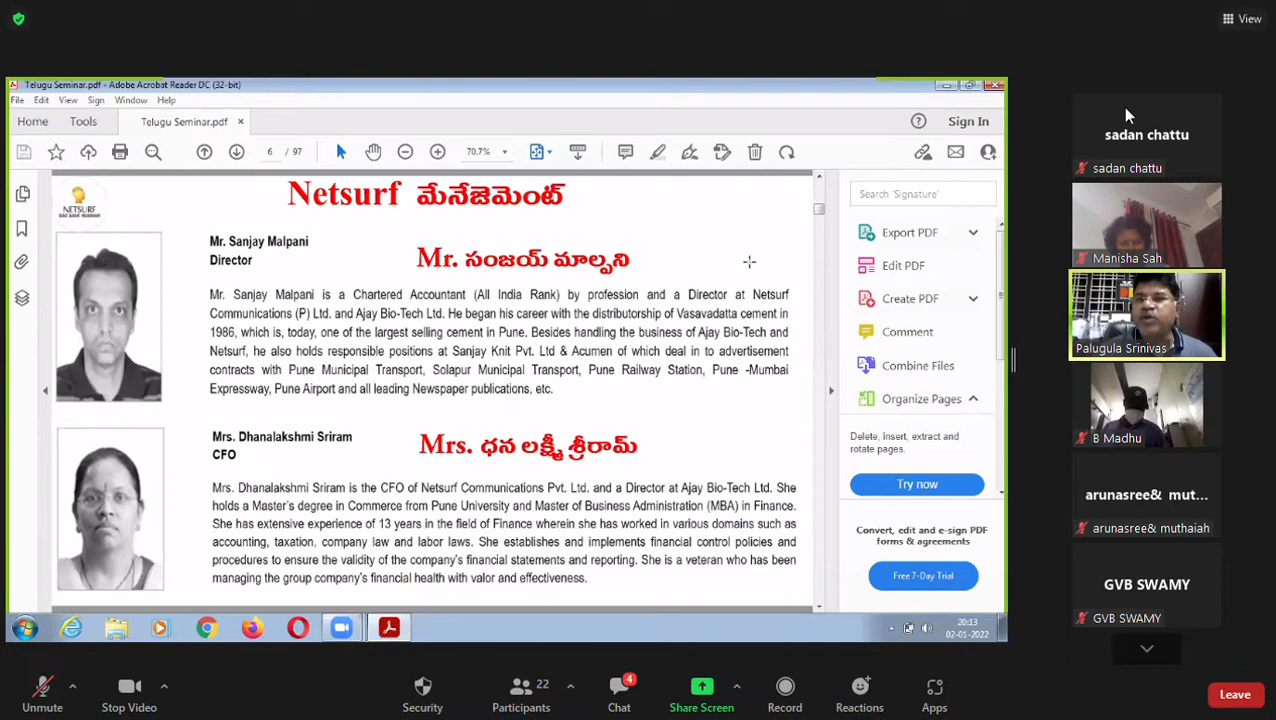 View
Telugu Seminar.pdf - Adobe Acrobat Reader DC (32-bit)
File Edit View Sign Window Help
Home Tools Telugu Seminar.pdf × Sign In
6 / 97 70.7%
NETSURF
Netsurf మేనేజెమెంట్
Mr. Sanjay Malpani
Director
Mr. సంజయ్ మాల్పని
Mr. Sanjay Malpani is a Chartered Accountant (All India Rank) by profession and a Director at Netsurf
Communications (P) Ltd. and Ajay Bio-Tech Ltd. He began his career with the distributorship of Vasavadatta cement in
1986, which is, today, one of the largest selling cement in Pune. Besides handling the business of Ajay Bio-Tech and
Netsurf, he also holds responsible positions at Sanjay Knit Pvt. Ltd & Acumen of which deal in to advertisement
contracts with Pune Municipal Transport, Solapur Municipal Transport, Pune Railway Station, Pune -Mumbai
Expressway, Pune Airport and all leading Newspaper publications, etc.
Mrs. Dhanalakshmi Sriram
CFO
Mrs. ధన లక్ష్మీ శ్రీరామ్
Mrs. Dhanalakshmi Sriram is the CFO of Netsurf Communications Pvt. Ltd. and a Director at Ajay Bio-Tech Ltd. She
holds a Master's degree in Commerce from Pune University and Master of Business Administration (MBA) in Finance.
She has extensive experience of 13 years in the field of Finance wherein she has worked in various domains such as
accounting, taxation, company law and labor laws. She establishes and implements financial control policies and
procedures to ensure the validity of the company's financial statements and reporting. She is a veteran who has been
managing the group company's financial health with valor and effectiveness.
Search 'Signature'
Export PDF
Edit PDF
Create PDF
Comment
Combine Files
Organize Pages
Delete, insert, extract and
rotate pages.
Try now
Convert, edit and e-sign PDF
forms & agreements
Free 7-Day Trial
20:13
02-01-2022
sadan chattu
sadan chattu
Manisha Sah
Palugula Srinivas
B Madhu
arunasree& mut...
arunasree& muthaiah
GVB SWAMY
GVB SWAMY
Unmute
Stop Video
Security
22
Participants
4
Chat
Share Screen
Record
Reactions
Apps
Leave